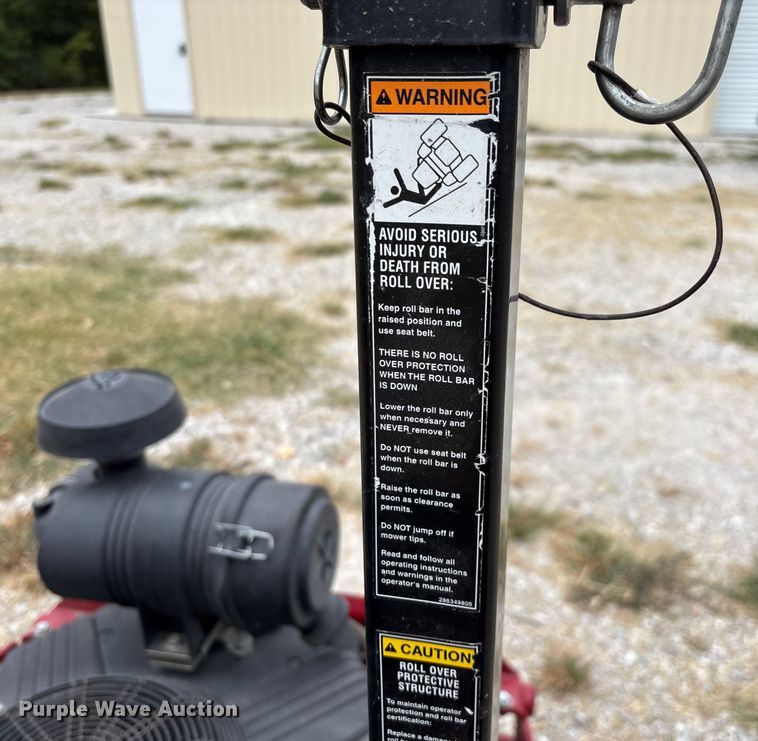 WARNING
AVOID SERIOUS
INJURY OR
DEATH FROM
ROLL OVER:
Keep roll bar in the
raised position and
use seat belt.
THERE IS NO ROLL
OVER PROTECTION
WHEN THE ROLL BAR
IS DOWN
Lower the roll bar only
when necessary and
NEVER remove it.
Do NOT use seat belt
when the roll bar is
down.
Raise the roll bar as
soon as clearance
permits.
Do NOT jump off if
mower tips.
Read and follow all
operating instructions
and warnings in the
operator's manual.
286349800
CAUTION
ROLL OVER
PROTECTIVE
STRUCTURE
To maintain operator
protection and roll bar
certification:
Replace a
Purple Wave Auction